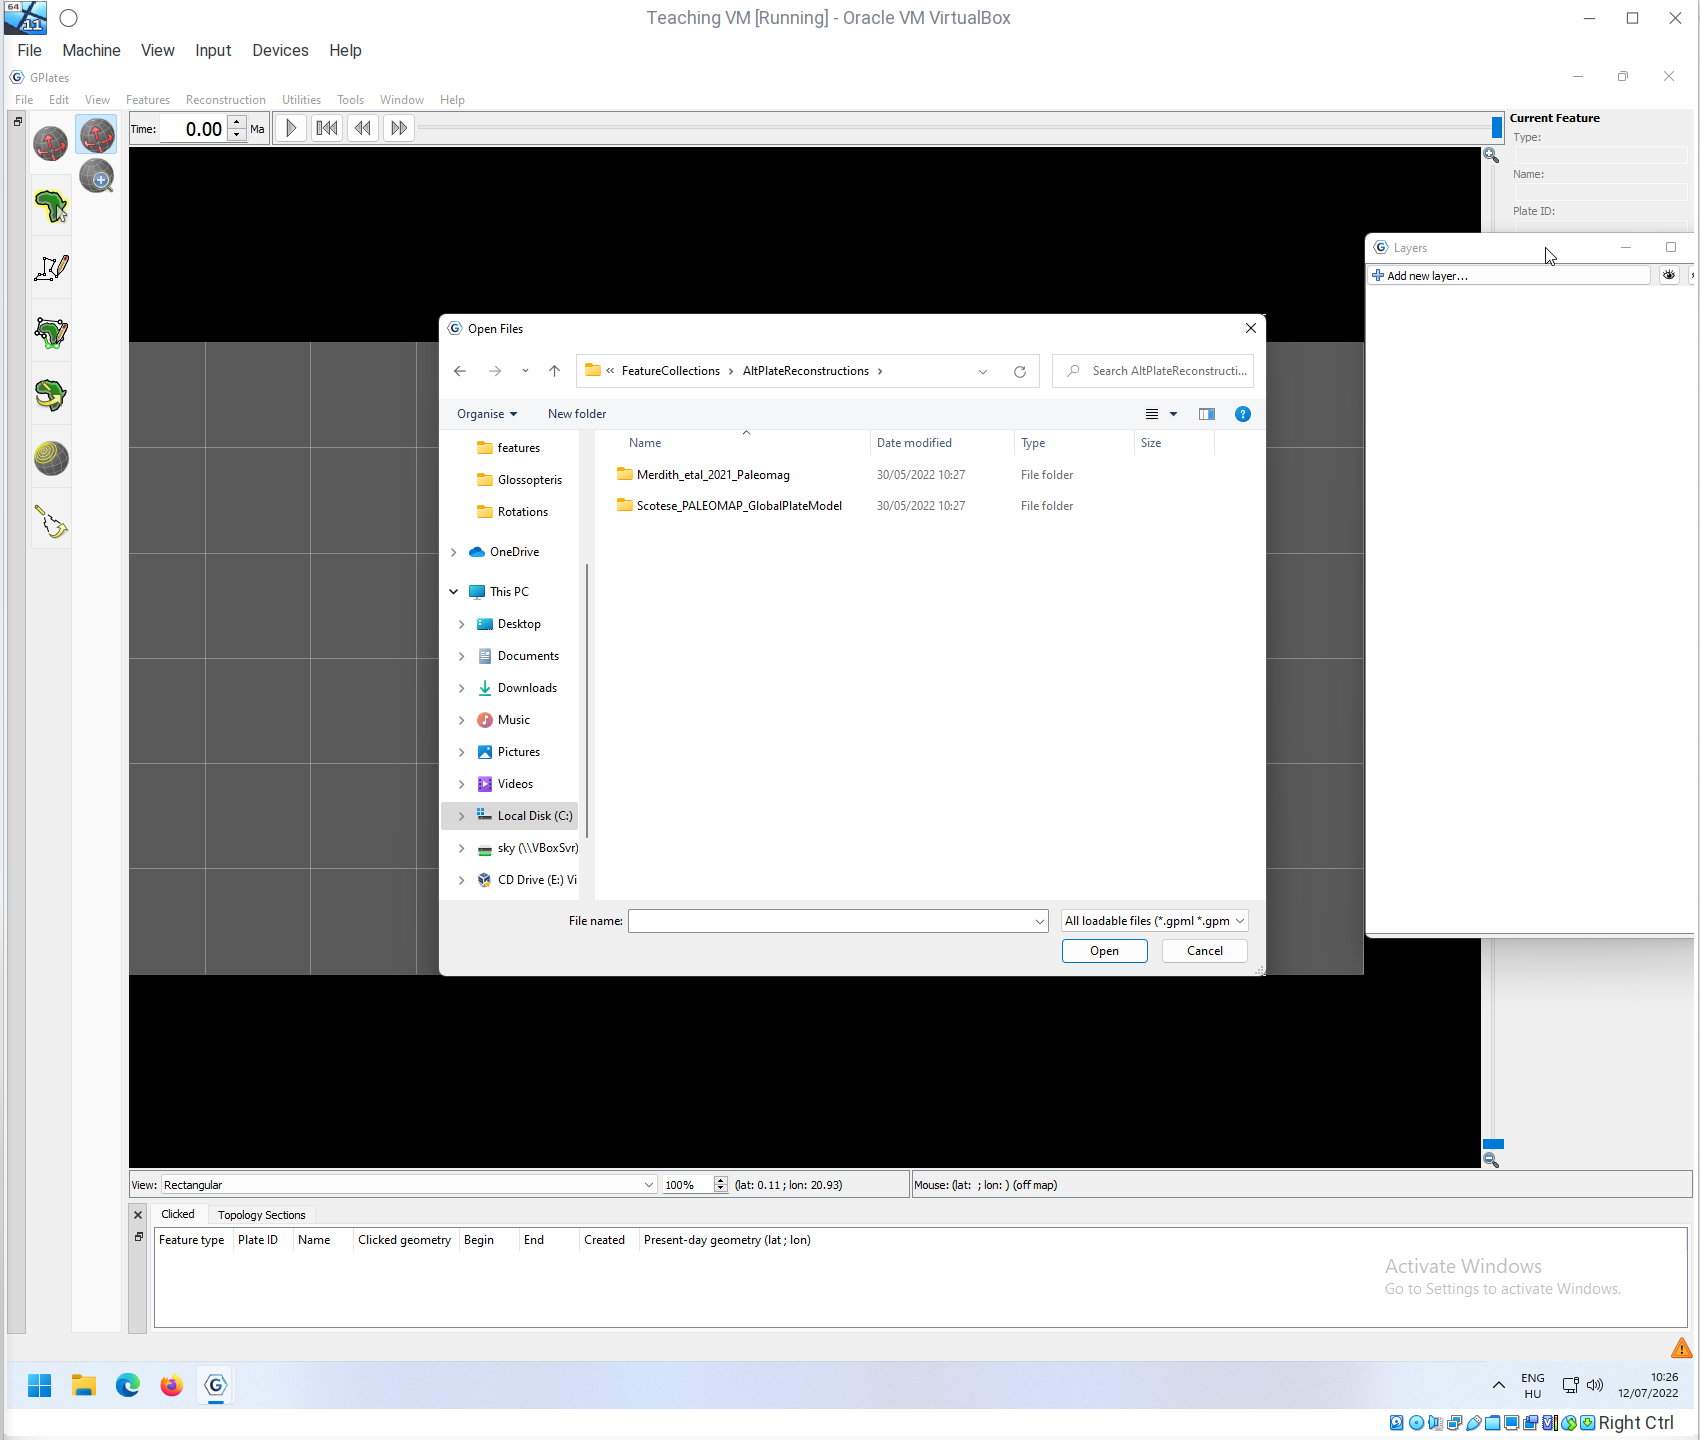 64
11
Teaching VM [Running] - Oracle VM VirtualBox
File Machine View Input Devices Help
GPlates
File Edit View Features Reconstruction Utilities Tools Window Help
Time: 0.00 Ma
Current Feature
Type:
Name:
Plate ID:
Layers
Add new layer...
Open Files
« FeatureCollections › AltPlateReconstructions ›
Search AltPlateReconstructi...
Organise New folder
Name Date modified Type Size
features
Glossopteris
Rotations
OneDrive
This PC
Desktop
Documents
Downloads
Music
Pictures
Videos
Local Disk (C:)
sky (\\VBoxSvr)
CD Drive (E:) Vi
Merdith_etal_2021_Paleomag 30/05/2022 10:27 File folder
Scotese_PALEOMAP_GlobalPlateModel 30/05/2022 10:27 File folder
File name:
All loadable files (*.gpml *.gpm
Open Cancel
View: Rectangular 100% (lat: 0.11 ; lon: 20.93) Mouse: (lat: ; lon: ) (off map)
Clicked Topology Sections
Feature type Plate ID Name Clicked geometry Begin End Created Present-day geometry (lat ; lon)
Activate Windows
Go to Settings to activate Windows.
ENG
HU
10:26
12/07/2022
Right Ctrl